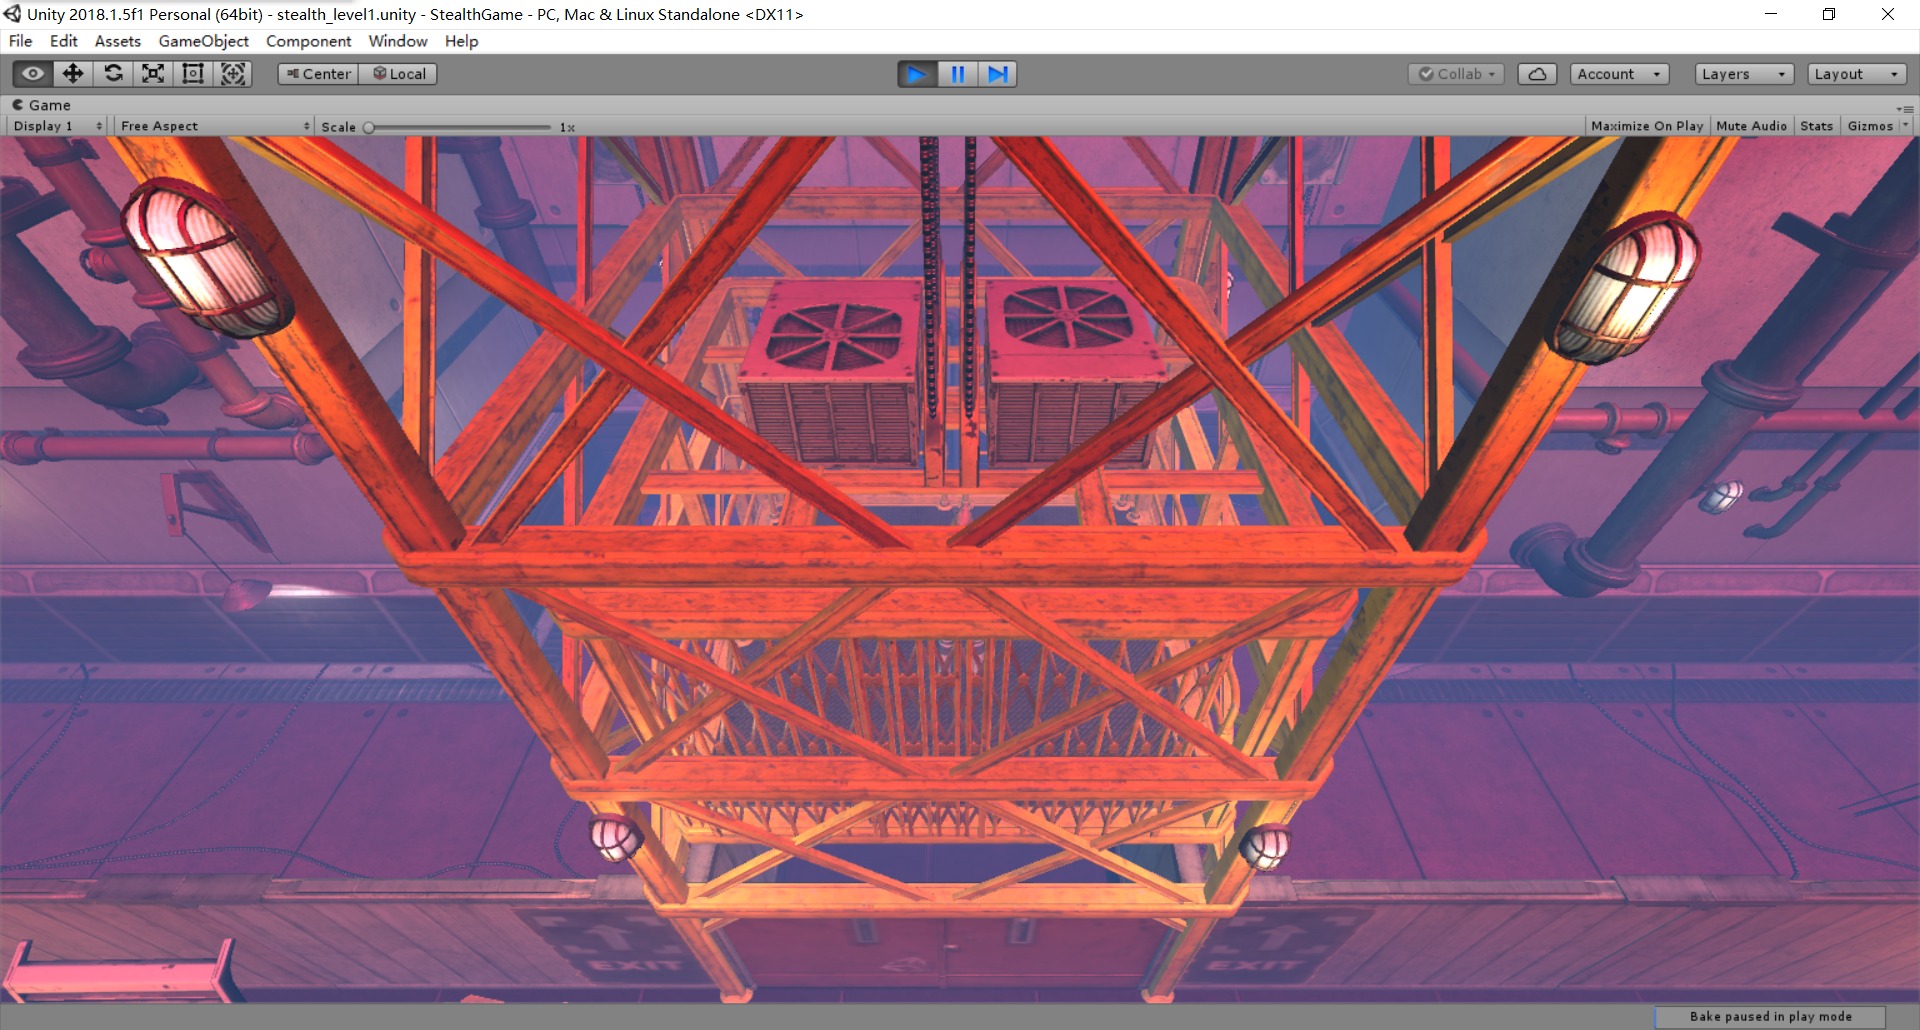 Unity 2018.1.5f1 Personal (64bit) - stealth_level1.unity - StealthGame - PC, Mac & Linux Standalone <DX11>
File Edit Assets GameObject Component Window Help
Center Local Collab Account Layers Layout
Game
Display 1 Free Aspect Scale 1x Maximize On Play Mute Audio Stats Gizmos
EXIT EXIT
Bake paused in play mode